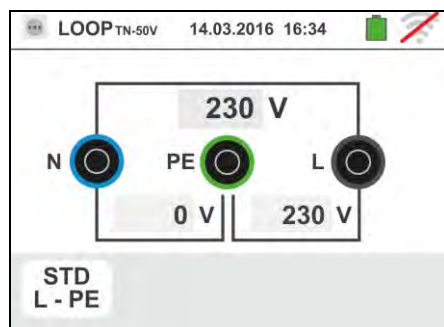 LOOP TN-50V 14.03.2016 16:34
230 V
N PE L
0 V 230 V
STD
L - PE